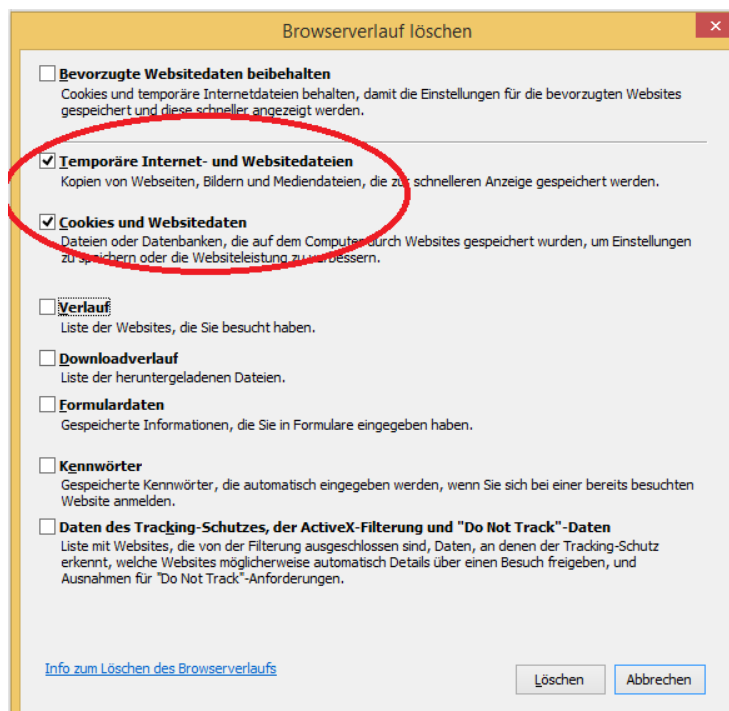 Browserverlauf löschen
Bevorzugte Websitedaten beibehalten
Cookies und temporäre Internetdateien behalten, damit die Einstellungen für die bevorzugten Websites
gespeichert und diese schneller angezeigt werden.
Temporäre Internet- und Websitedateien
Kopien von Webseiten, Bildern und Mediendateien, die zur schnelleren Anzeige gespeichert werden.
Cookies und Websitedaten
Dateien oder Datenbanken, die auf dem Computer durch Websites gespeichert wurden, um Einstellungen
zu speichern oder die Websiteleistung zu verbessern.
Verlauf
Liste der Websites, die Sie besucht haben.
Downloadverlauf
Liste der heruntergeladenen Dateien.
Formulardaten
Gespeicherte Informationen, die Sie in Formulare eingegeben haben.
Kennwörter
Gespeicherte Kennwörter, die automatisch eingegeben werden, wenn Sie sich bei einer bereits besuchten
Website anmelden.
Daten des Tracking-Schutzes, der ActiveX-Filterung und "Do Not Track"-Daten
Liste mit Websites, die von der Filterung ausgeschlossen sind, Daten, an denen der Tracking-Schutz
erkennt, welche Websites möglicherweise automatisch Details über einen Besuch freigeben, und
Ausnahmen für "Do Not Track"-Anforderungen.
Info zum Löschen des Browserverlaufs
Löschen
Abbrechen